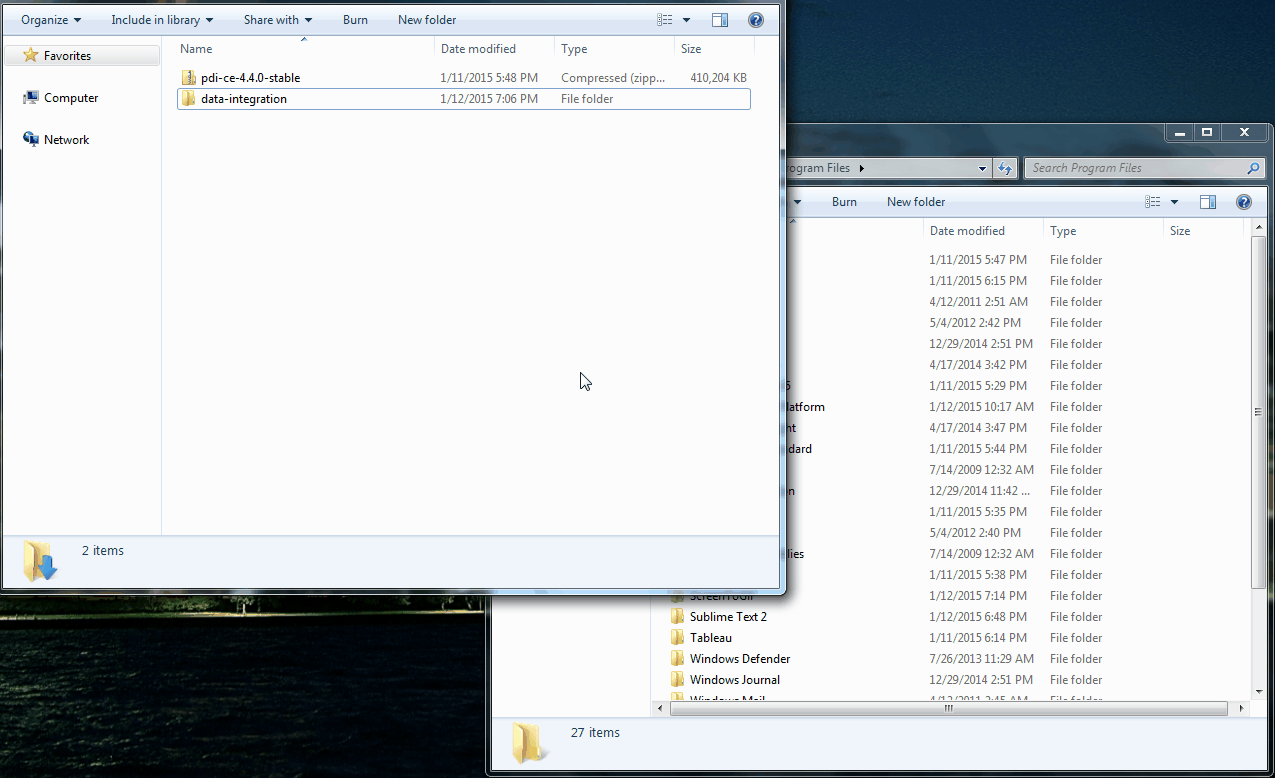 Organize Include in library Share with Burn New folder
Name Date modified Type Size
Favorites
pdi-ce-4.4.0-stable 1/11/2015 5:48 PM Compressed (zipp... 410,204 KB
data-integration 1/12/2015 7:06 PM File folder
Computer
Network
2 items
rogram Files Search Program Files
Burn New folder
Date modified Type Size
1/11/2015 5:47 PM File folder
1/11/2015 6:15 PM File folder
4/12/2011 2:51 AM File folder
5/4/2012 2:42 PM File folder
12/29/2014 2:51 PM File folder
4/17/2014 3:42 PM File folder
5 1/11/2015 5:29 PM File folder
latform 1/12/2015 10:17 AM File folder
nt 4/17/2014 3:47 PM File folder
dard 1/11/2015 5:44 PM File folder
7/14/2009 12:32 AM File folder
n 12/29/2014 11:42 ... File folder
1/11/2015 5:35 PM File folder
5/4/2012 2:40 PM File folder
lies 7/14/2009 12:32 AM File folder
1/11/2015 5:38 PM File folder
ScreenToGif 1/12/2015 7:14 PM File folder
Sublime Text 2 1/12/2015 6:48 PM File folder
Tableau 1/11/2015 6:14 PM File folder
Windows Defender 7/26/2013 11:29 AM File folder
Windows Journal 12/29/2014 2:51 PM File folder
Windows Mail 4/12/2011 2:45 AM File folder
27 items